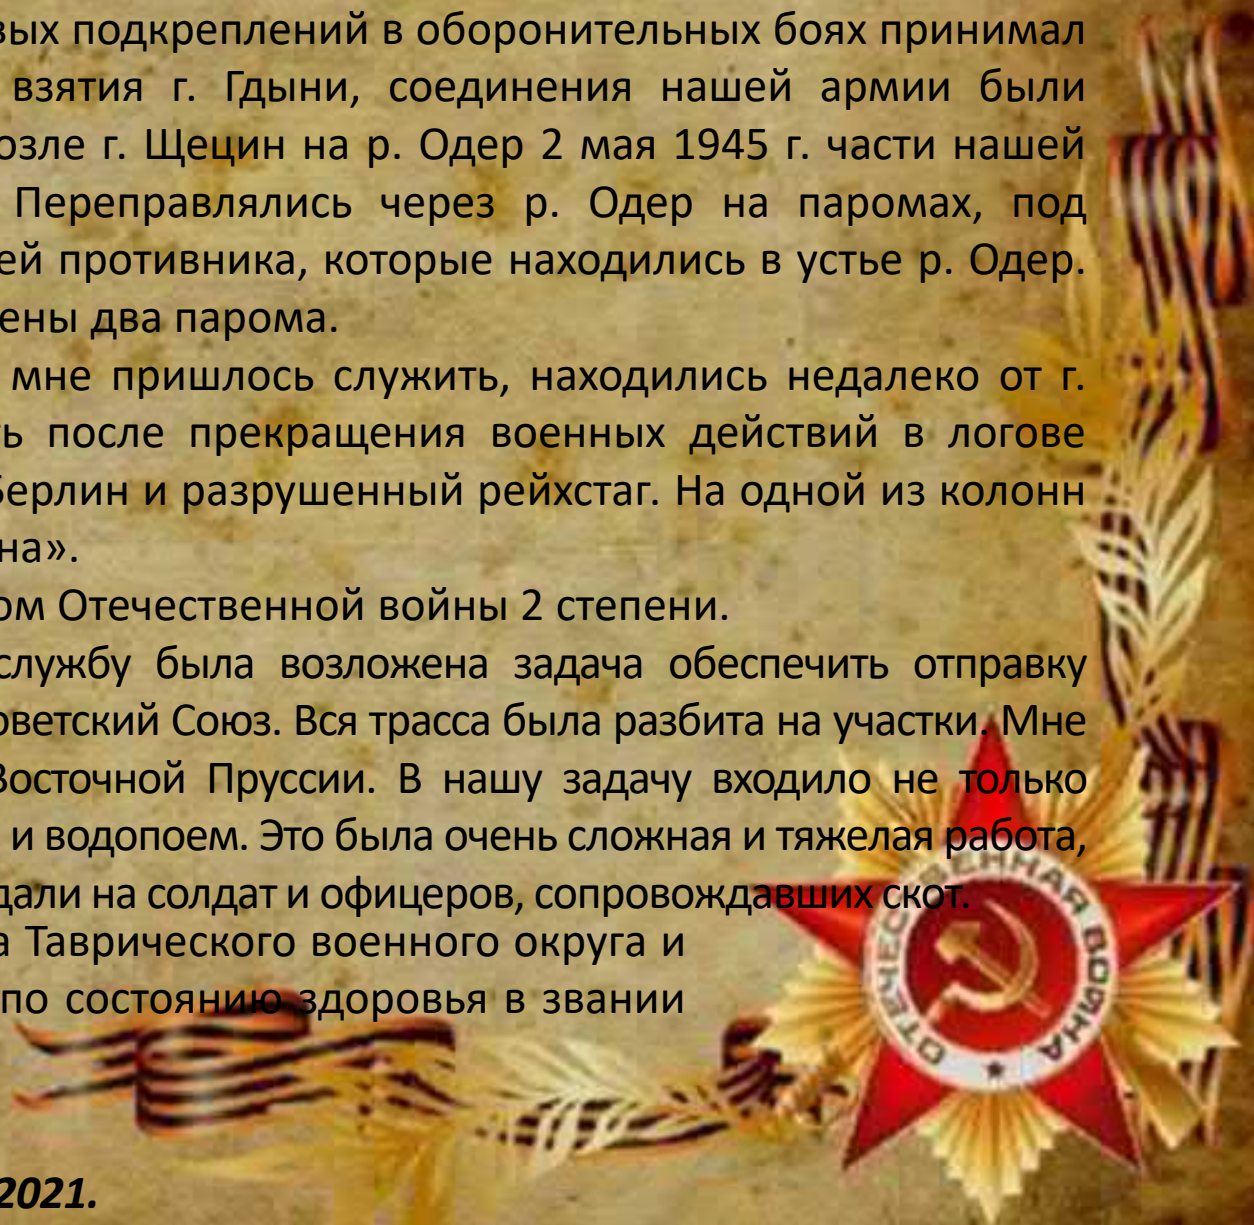 вых подкреплений в оборонительных боях принимал
взятия г. Гдыни, соединения нашей армии были
озле г. Щецин на р. Одер 2 мая 1945 г. части нашей
Переправлялись через р. Одер на паромах, под
ей противника, которые находились в устье р. Одер.
ены два парома.
мне пришлось служить, находились недалеко от г.
ь после прекращения военных действий в логове
Берлин и разрушенный рейхстаг. На одной из колонн
на».
ом Отечественной войны 2 степени.
службу была возложена задача обеспечить отправку
оветский Союз. Вся трасса была разбита на участки. Мне
Восточной Пруссии. В нашу задачу входило не только
и водопоем. Это была очень сложная и тяжелая работа,
дали на солдат и офицеров, сопровождавших скот.
а Таврического военного округа и
по состоянию здоровья в звании
ОТЕЧЕСТВЕННАЯ ВОЙНА
2021.